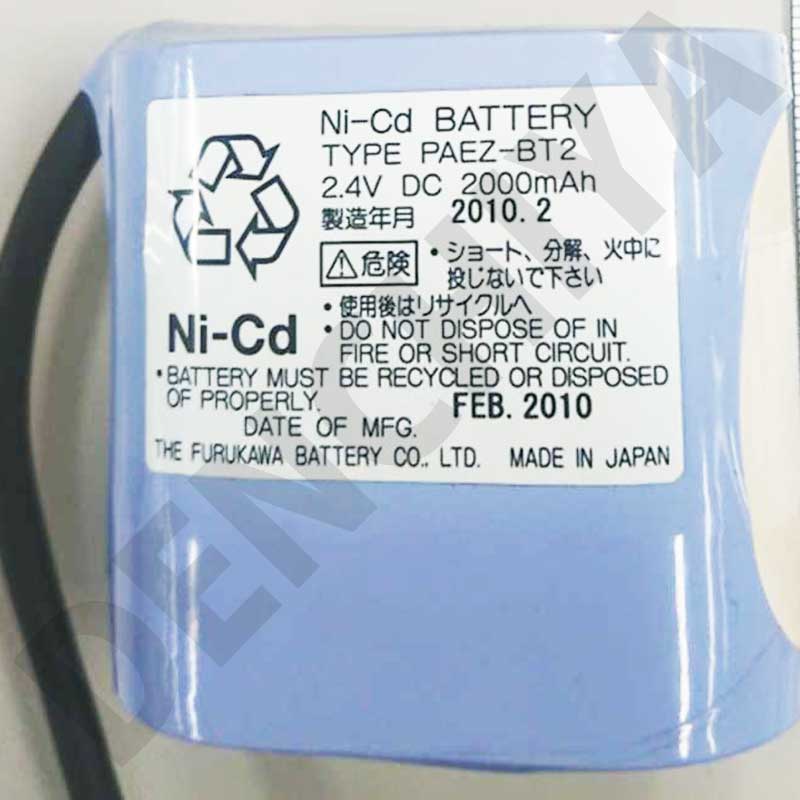 Ni-Cd BATTERY
TYPE PAEZ-BT2
2.4V DC 2000mAh
製造年月 2010.2
⚠危険 ・ショート、分解、火中に
投じないで下さい
・使用後はリサイクルへ
Ni-Cd
・DO NOT DISPOSE OF IN
FIRE OR SHORT CIRCUIT.
・BATTERY MUST BE RECYCLED OR DISPOSED
OF PROPERLY. FEB. 2010
DATE OF MFG.
THE FURUKAWA BATTERY CO., LTD. MADE IN JAPAN
DENCHIYA